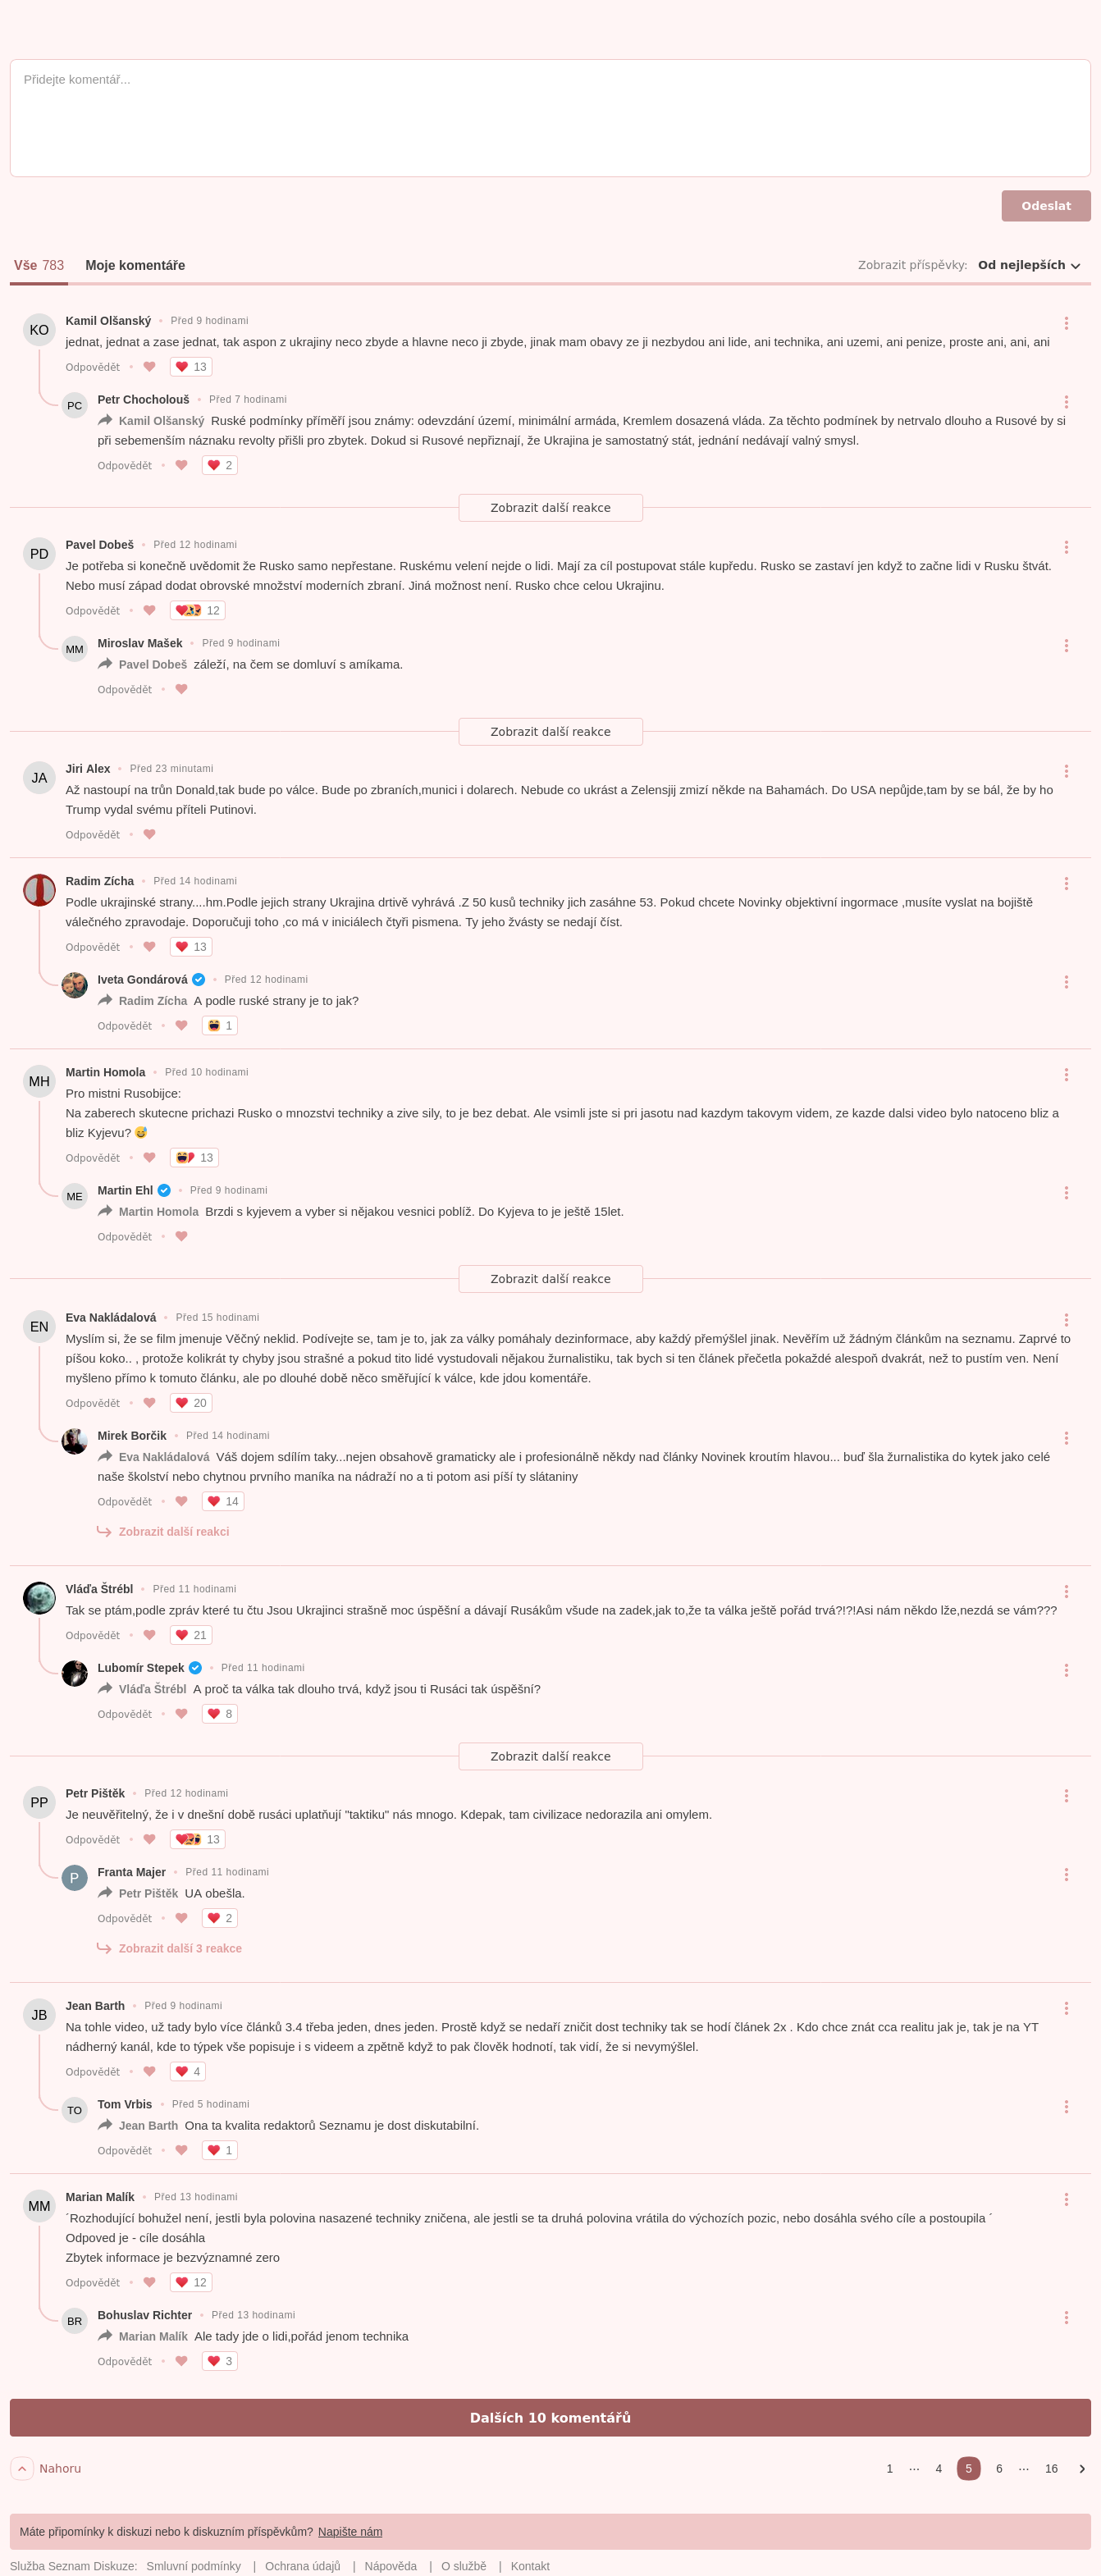 Přidejte komentář...
Odeslat
Vše 783 Moje komentáře Zobrazit příspěvky: Od nejlepších
KO Kamil Olšanský • Před 9 hodinami
jednat, jednat a zase jednat, tak aspon z ukrajiny neco zbyde a hlavne neco ji zbyde, jinak mam obavy ze ji nezbydou ani lide, ani technika, ani uzemi, ani penize, proste ani, ani, ani
Odpovědět • 13
PC Petr Chocholouš • Před 7 hodinami
Kamil Olšanský Ruské podmínky příměří jsou známy: odevzdání území, minimální armáda, Kremlem dosazená vláda. Za těchto podmínek by netrvalo dlouho a Rusové by si
při sebemenším náznaku revolty přišli pro zbytek. Dokud si Rusové nepřiznají, že Ukrajina je samostatný stát, jednání nedávají valný smysl.
Odpovědět • 2
Zobrazit další reakce
PD Pavel Dobeš • Před 12 hodinami
Je potřeba si konečně uvědomit že Rusko samo nepřestane. Ruskému velení nejde o lidi. Mají za cíl postupovat stále kupředu. Rusko se zastaví jen když to začne lidi v Rusku štvát.
Nebo musí západ dodat obrovské množství moderních zbraní. Jiná možnost není. Rusko chce celou Ukrajinu.
Odpovědět • 12
MM Miroslav Mašek • Před 9 hodinami
Pavel Dobeš záleží, na čem se domluví s amíkama.
Odpovědět •
Zobrazit další reakce
JA Jiri Alex • Před 23 minutami
Až nastoupí na trůn Donald,tak bude po válce. Bude po zbraních,munici i dolarech. Nebude co ukrást a Zelensjij zmizí někde na Bahamách. Do USA nepůjde,tam by se bál, že by ho
Trump vydal svému příteli Putinovi.
Odpovědět •
Radim Zícha • Před 14 hodinami
Podle ukrajinské strany....hm.Podle jejich strany Ukrajina drtivě vyhrává .Z 50 kusů techniky jich zasáhne 53. Pokud chcete Novinky objektivní ingormace ,musíte vyslat na bojiště
válečného zpravodaje. Doporučuji toho ,co má v iniciálech čtyři pismena. Ty jeho žvásty se nedají číst.
Odpovědět • 13
Iveta Gondárová • Před 12 hodinami
Radim Zícha A podle ruské strany je to jak?
Odpovědět • 1
MH Martin Homola • Před 10 hodinami
Pro mistni Rusobijce:
Na zaberech skutecne prichazi Rusko o mnozstvi techniky a zive sily, to je bez debat. Ale vsimli jste si pri jasotu nad kazdym takovym videm, ze kazde dalsi video bylo natoceno bliz a
bliz Kyjevu? 😅
Odpovědět • 13
ME Martin Ehl • Před 9 hodinami
Martin Homola Brzdi s kyjevem a vyber si nějakou vesnici poblíž. Do Kyjeva to je ještě 15let.
Odpovědět •
Zobrazit další reakce
EN Eva Nakládalová • Před 15 hodinami
Myslím si, že se film jmenuje Věčný neklid. Podívejte se, tam je to, jak za války pomáhaly dezinformace, aby každý přemýšlel jinak. Nevěřím už žádným článkům na seznamu. Zaprvé to
píšou koko.. , protože kolikrát ty chyby jsou strašné a pokud tito lidé vystudovali nějakou žurnalistiku, tak bych si ten článek přečetla pokaždé alespoň dvakrát, než to pustím ven. Není
myšleno přímo k tomuto článku, ale po dlouhé době něco směřující k válce, kde jdou komentáře.
Odpovědět • 20
Mirek Borčik • Před 14 hodinami
Eva Nakládalová Váš dojem sdílím taky...nejen obsahově gramaticky ale i profesionálně někdy nad články Novinek kroutím hlavou... buď šla žurnalistika do kytek jako celé
naše školství nebo chytnou prvního maníka na nádraží no a ti potom asi píší ty slátaniny
Odpovědět • 14
Zobrazit další reakci
Vláďa Štrébl • Před 11 hodinami
Tak se ptám,podle zpráv které tu čtu Jsou Ukrajinci strašně moc úspěšní a dávají Rusákům všude na zadek,jak to,že ta válka ještě pořád trvá?!?!Asi nám někdo lže,nezdá se vám???
Odpovědět • 21
Lubomír Stepek • Před 11 hodinami
Vláďa Štrébl A proč ta válka tak dlouho trvá, když jsou ti Rusáci tak úspěšní?
Odpovědět • 8
Zobrazit další reakce
PP Petr Pištěk • Před 12 hodinami
Je neuvěřitelný, že i v dnešní době rusáci uplatňují "taktiku" nás mnogo. Kdepak, tam civilizace nedorazila ani omylem.
Odpovědět • 13
P Franta Majer • Před 11 hodinami
Petr Pištěk UA obešla.
Odpovědět • 2
Zobrazit další 3 reakce
JB Jean Barth • Před 9 hodinami
Na tohle video, už tady bylo více článků 3.4 třeba jeden, dnes jeden. Prostě když se nedaří zničit dost techniky tak se hodí článek 2x . Kdo chce znát cca realitu jak je, tak je na YT
nádherný kanál, kde to týpek vše popisuje i s videem a zpětně když to pak člověk hodnotí, tak vidí, že si nevymýšlel.
Odpovědět • 4
TO Tom Vrbis • Před 5 hodinami
Jean Barth Ona ta kvalita redaktorů Seznamu je dost diskutabilní.
Odpovědět • 1
MM Marian Malík • Před 13 hodinami
´Rozhodující bohužel není, jestli byla polovina nasazené techniky zničena, ale jestli se ta druhá polovina vrátila do výchozích pozic, nebo dosáhla svého cíle a postoupila ´
Odpoved je - cíle dosáhla
Zbytek informace je bezvýznamné zero
Odpovědět • 12
BR Bohuslav Richter • Před 13 hodinami
Marian Malík Ale tady jde o lidi,pořád jenom technika
Odpovědět • 3
Dalších 10 komentářů
Nahoru 1 ... 4 5 6 ... 16
Máte připomínky k diskuzi nebo k diskuzním příspěvkům? Napište nám
Služba Seznam Diskuze: Smluvní podmínky | Ochrana údajů | Nápověda | O službě | Kontakt